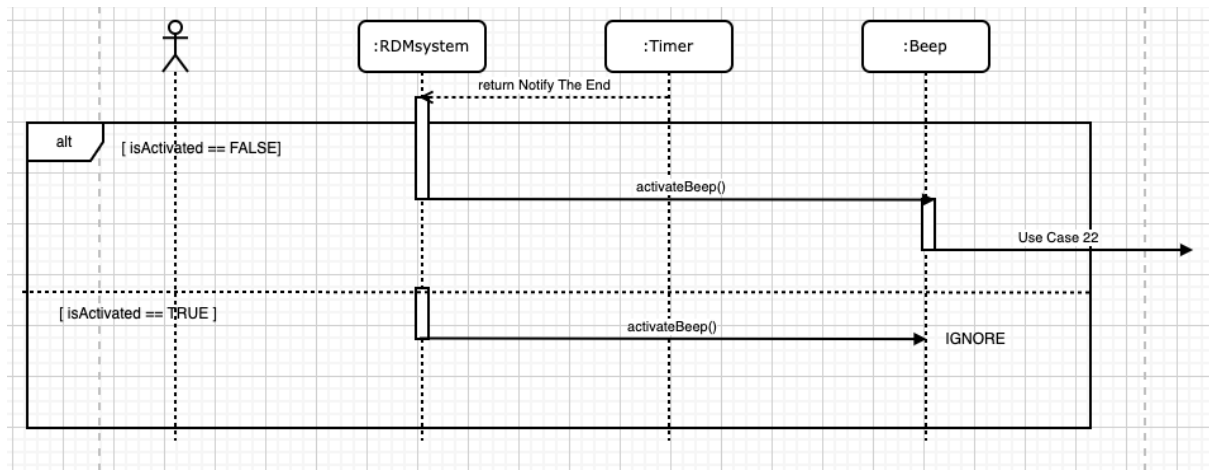 :RDMsystem
:Timer
:Beep
return Notify The End
alt
[ isActivated == FALSE]
activateBeep()
Use Case 22
[ isActivated == TRUE ]
activateBeep()
IGNORE